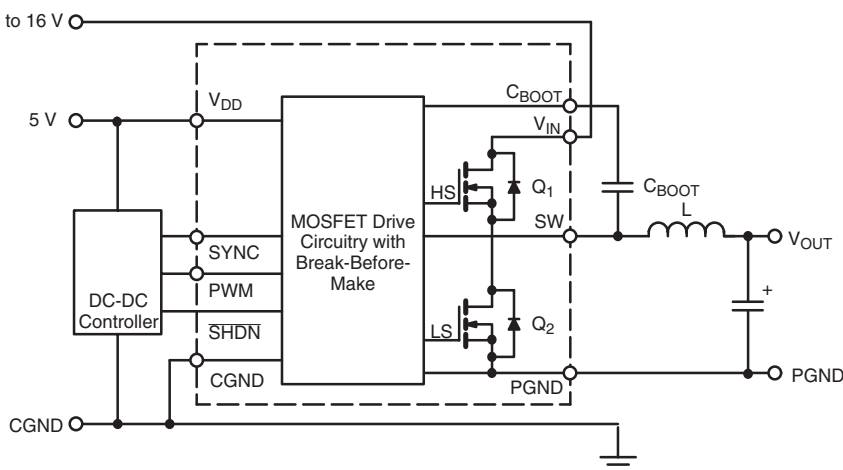 to 16 V
5 V
V_DD
C_BOOT
V_IN
HS
Q_1
C_BOOT
L
MOSFET Drive
Circuitry with
Break-Before-
Make
SW
V_OUT
SYNC
PWM
DC-DC
Controller
SHDN
LS
Q_2
+
CGND
PGND
PGND
CGND